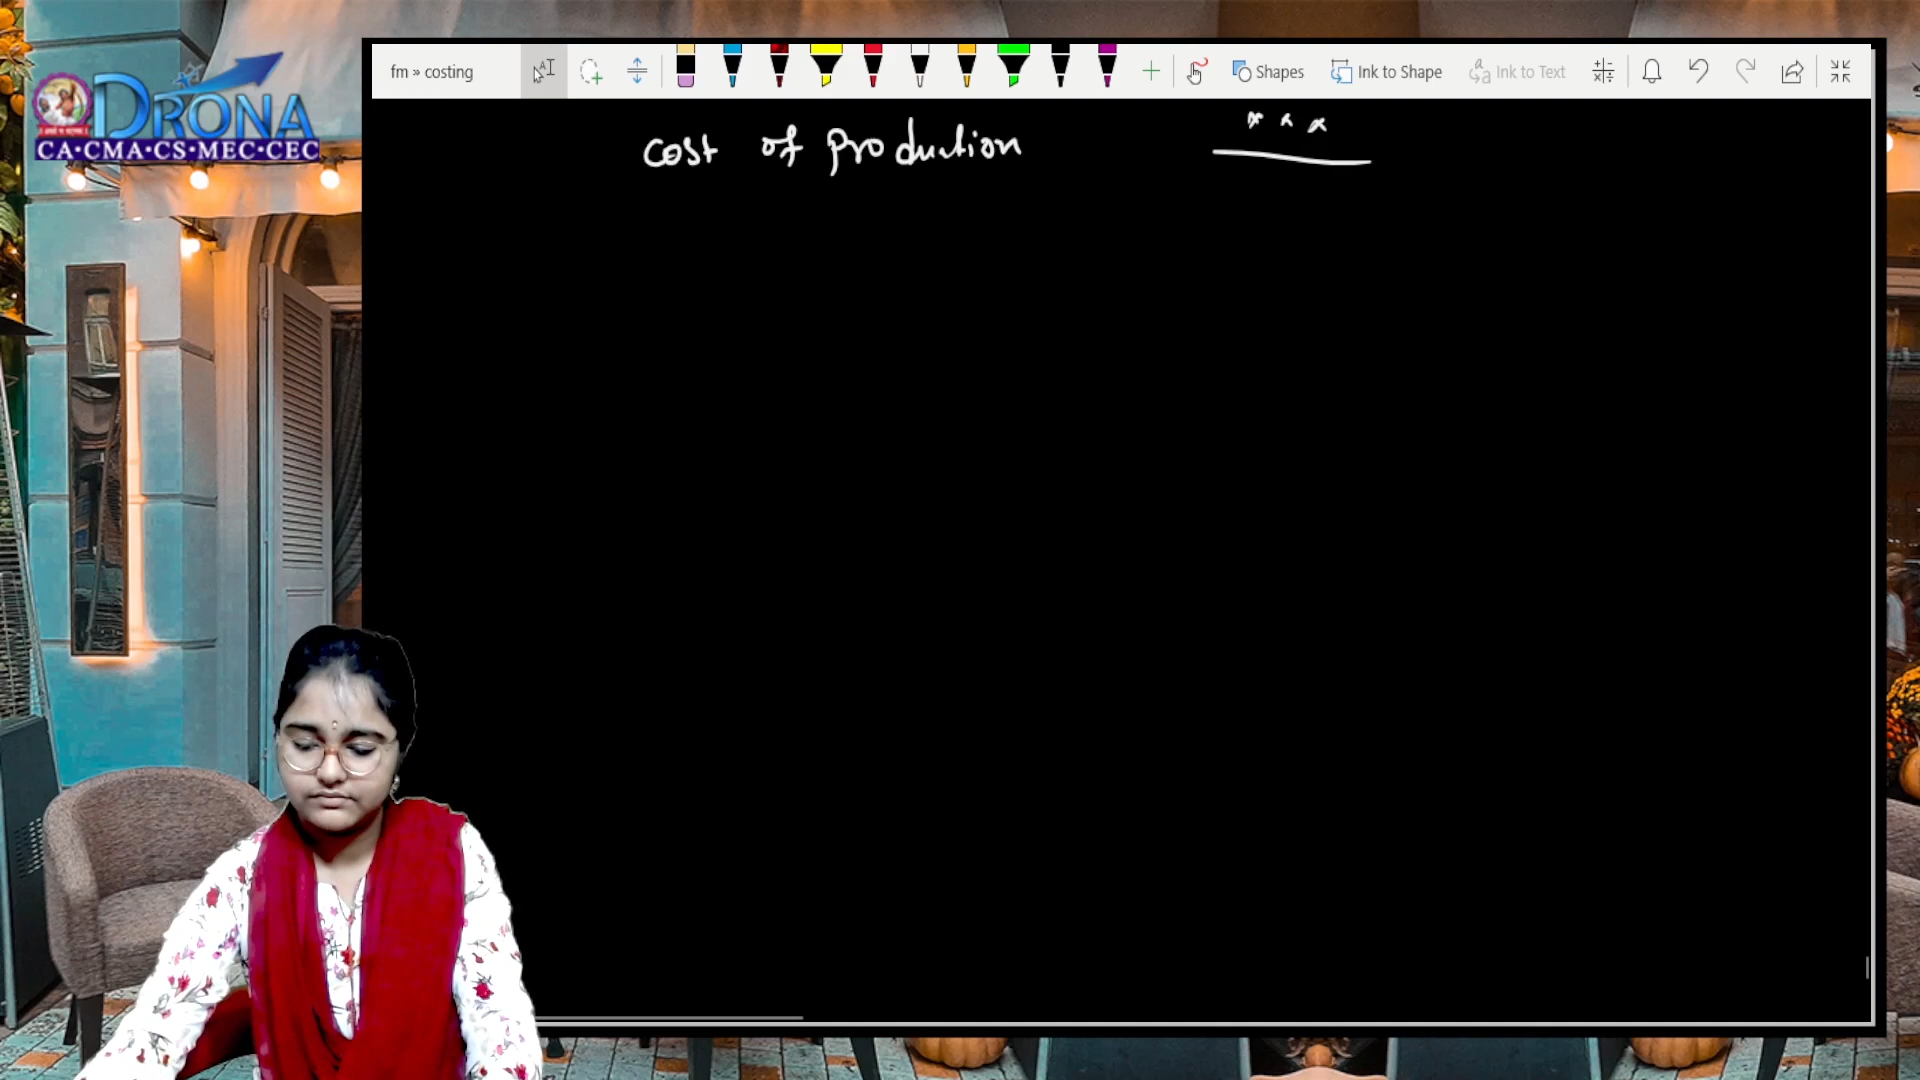 DRONA
CA•CMA•CS•MEC•CEC
fm » costing
Shapes
Ink to Shape
Ink to Text
cost of production
x x x